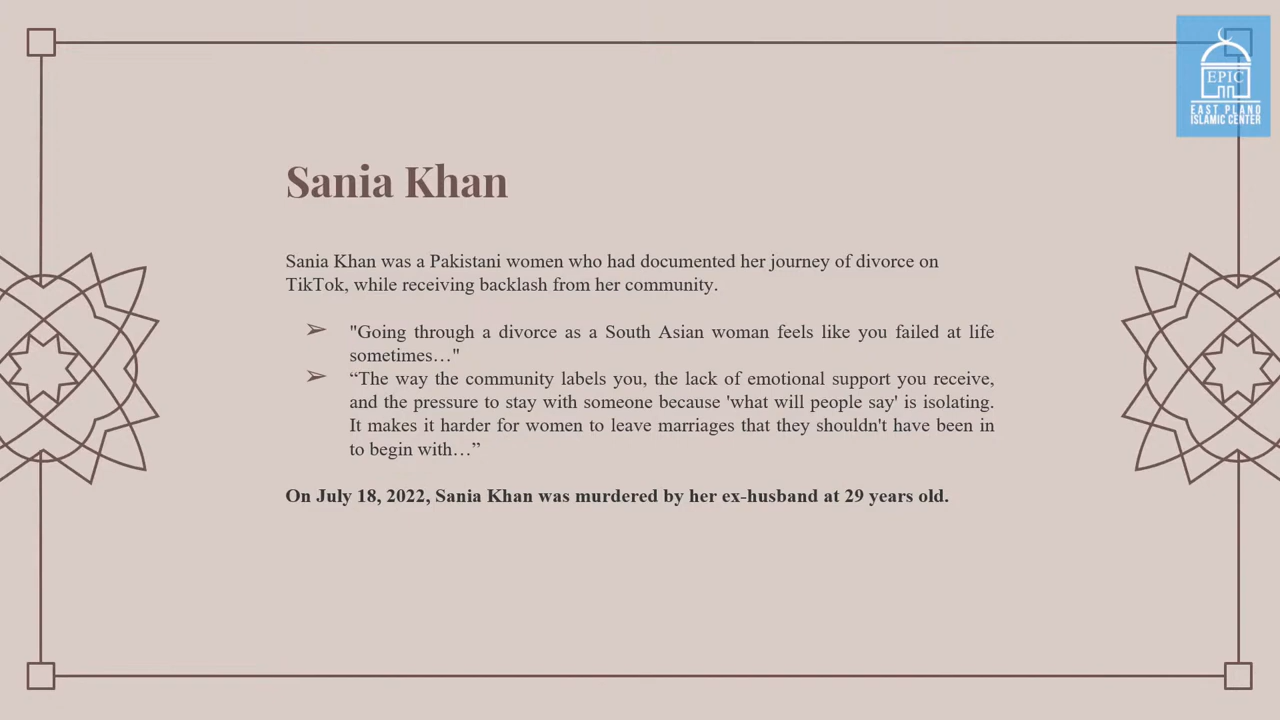 EPIC
EAST PLANO
ISLAMIC CENTER
Sania Khan
Sania Khan was a Pakistani women who had documented her journey of divorce on
TikTok, while receiving backlash from her community.
➢ "Going through a divorce as a South Asian woman feels like you failed at life
sometimes…"
➢ “The way the community labels you, the lack of emotional support you receive,
and the pressure to stay with someone because 'what will people say' is isolating.
It makes it harder for women to leave marriages that they shouldn't have been in
to begin with…”
On July 18, 2022, Sania Khan was murdered by her ex-husband at 29 years old.